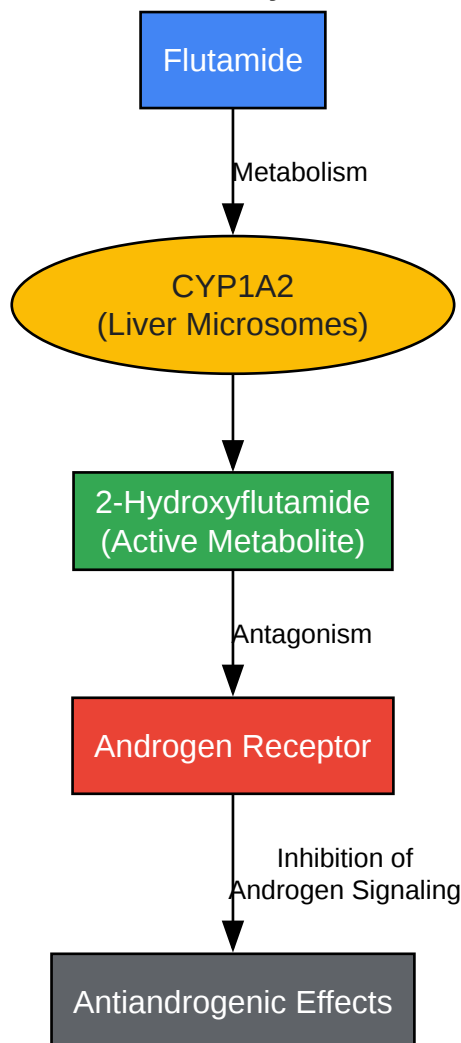 Flutamide
Metabolism
CYP1A2
(Liver Microsomes)
2-Hydroxyflutamide
(Active Metabolite)
Antagonism
Androgen Receptor
Inhibition of
Androgen Signaling
Antiandrogenic Effects